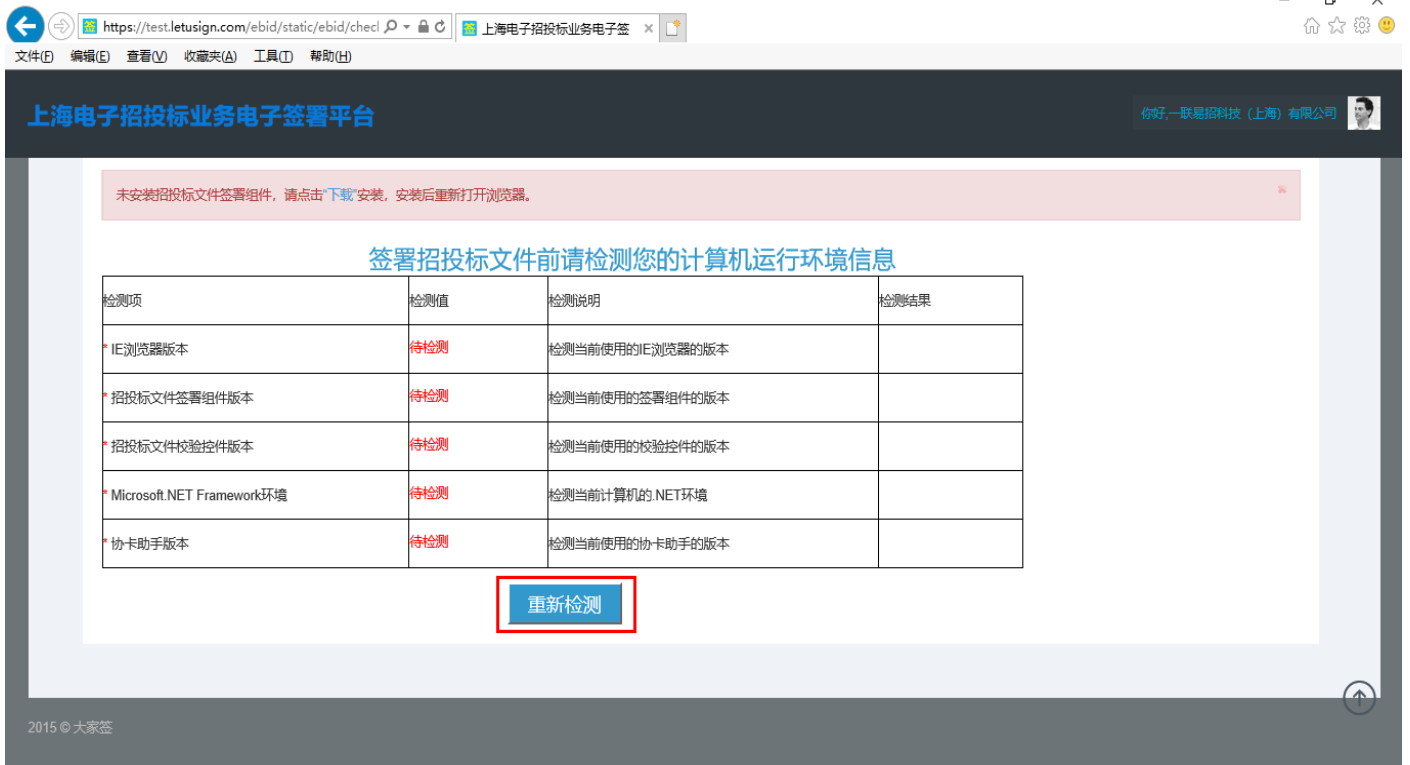 https://test.letusign.com/ebid/static/ebid/checl
上海电子招投标业务电子签
文件(F) 编辑(E) 查看(V) 收藏夹(A) 工具(T) 帮助(H)
上海电子招投标业务电子签署平台
你好,一联易招科技（上海）有限公司
未安装招投标文件签署组件，请点击“下载”安装，安装后重新打开浏览器。
签署招投标文件前请检测您的计算机运行环境信息
检测项 检测值 检测说明 检测结果
* IE浏览器版本 待检测 检测当前使用的IE浏览器的版本
* 招投标文件签署组件版本 待检测 检测当前使用的签署组件的版本
* 招投标文件校验控件版本 待检测 检测当前使用的校验控件的版本
* Microsoft.NET Framework环境 待检测 检测当前计算机的.NET环境
* 协卡助手版本 待检测 检测当前使用的协卡助手的版本
重新检测
2015 © 大家签